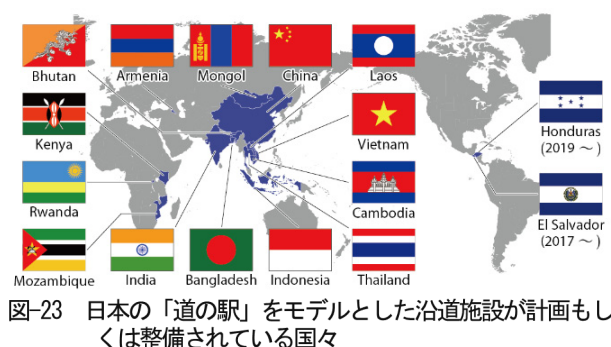 Bhutan
Armenia
Mongol
China
Laos
Kenya
Vietnam
Honduras
(2019 ~)
Rwanda
Cambodia
El Salvador
(2017 ~)
Mozambique
India
Bangladesh
Indonesia
Thailand
図-23 日本の「道の駅」をモデルとした沿道施設が計画もし
くは整備されている国々